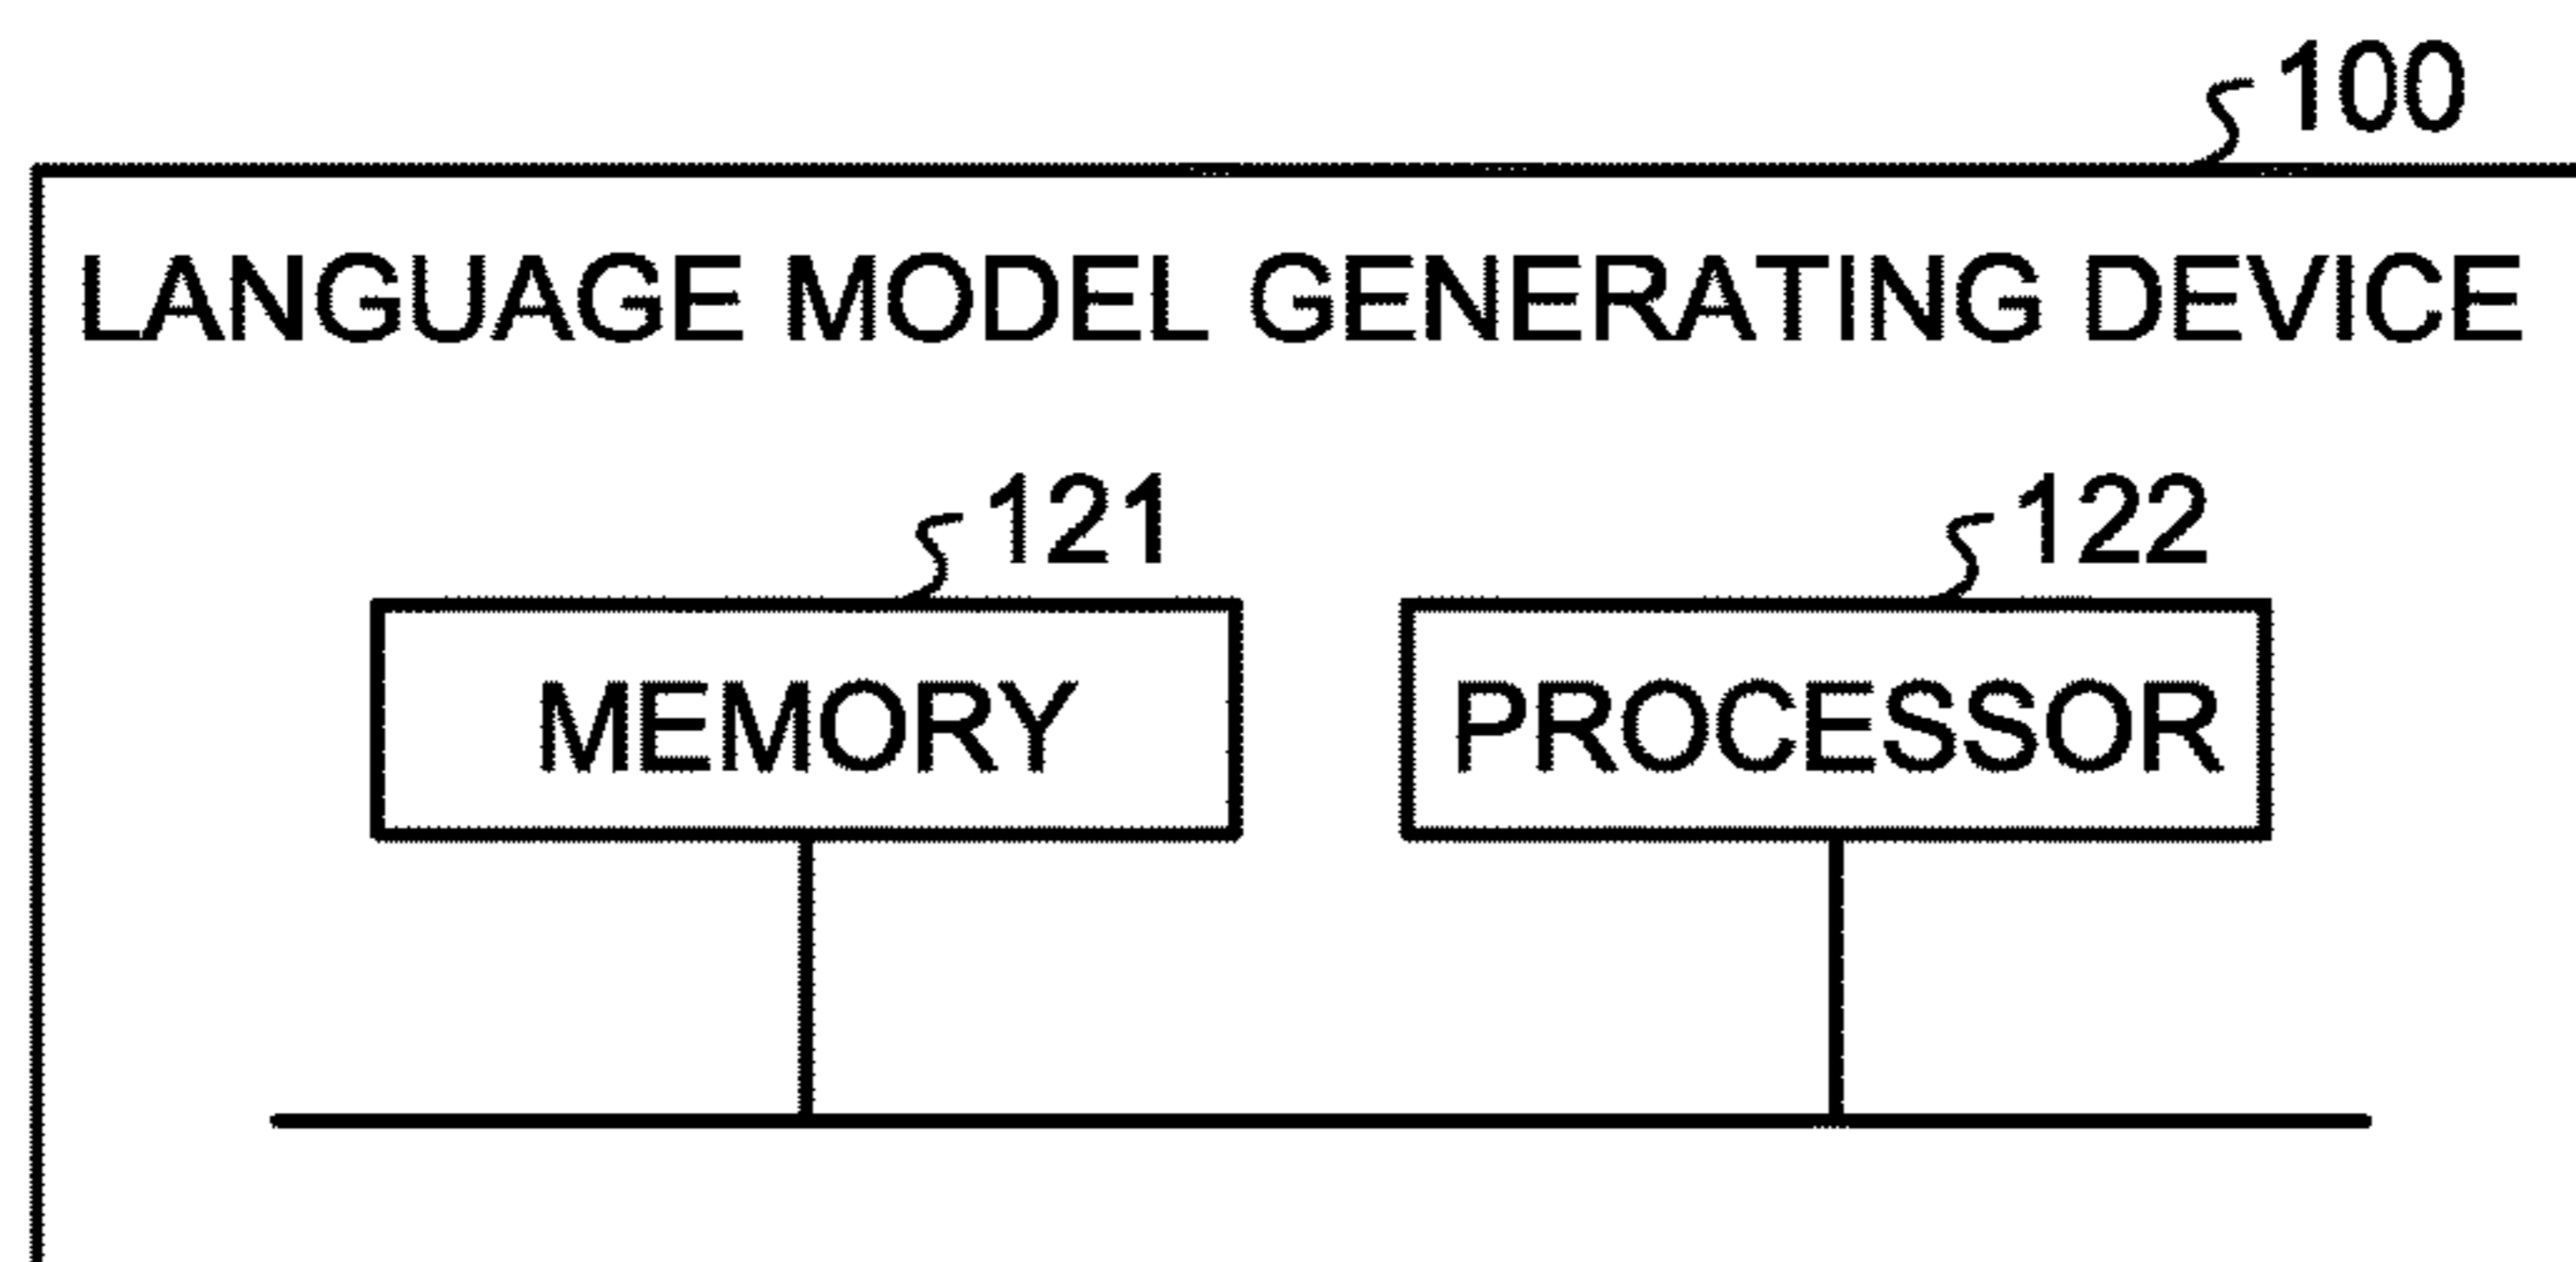 100
LANGUAGE MODEL GENERATING DEVICE
121 122
MEMORY PROCESSOR